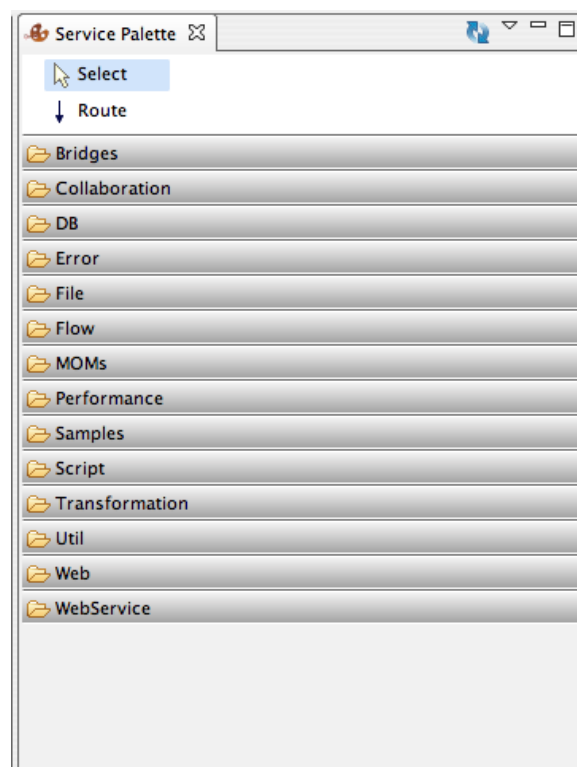 Service Palette
Select
Route
Bridges
Collaboration
DB
Error
File
Flow
MOMs
Performance
Samples
Script
Transformation
Util
Web
WebService